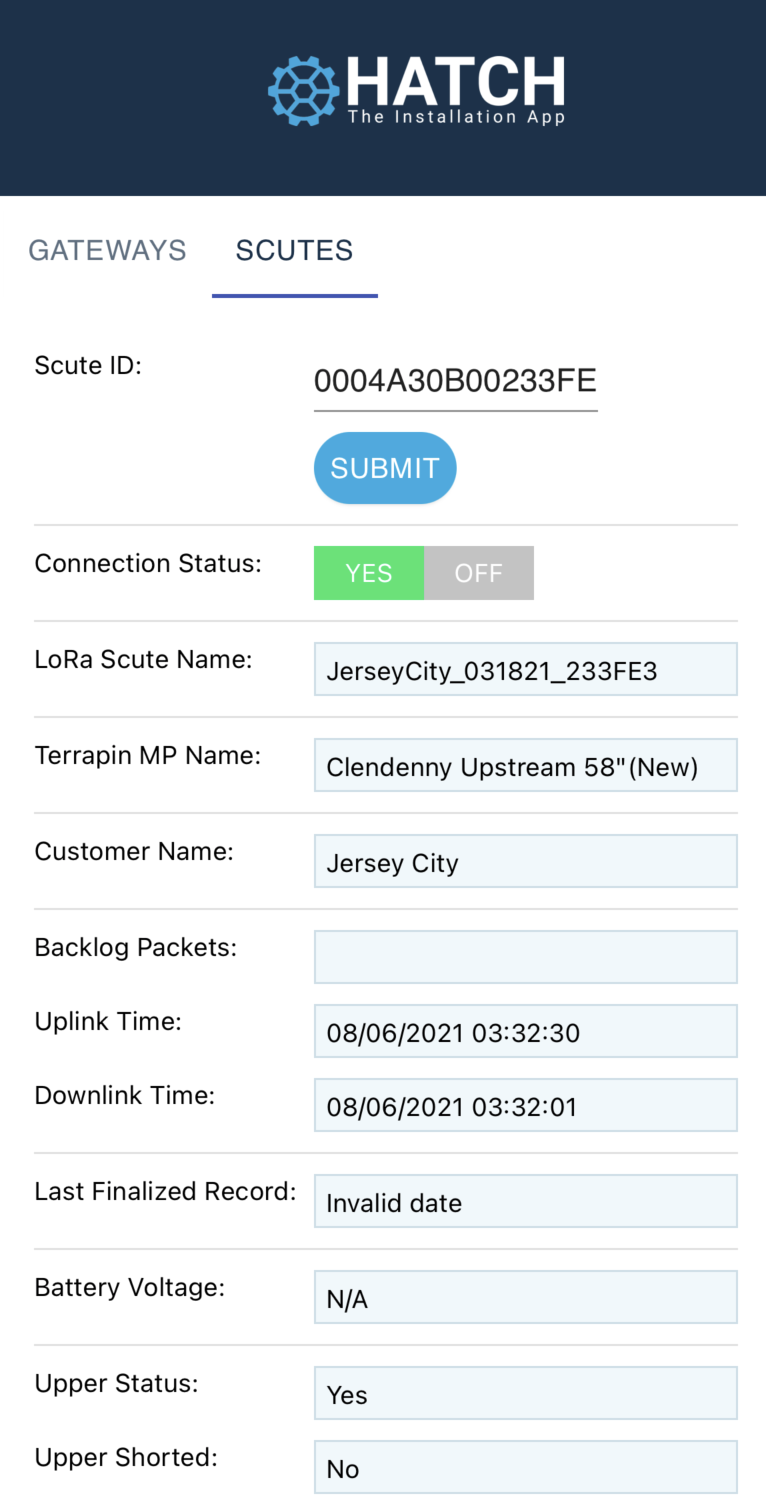 HATCH
The Installation App
GATEWAYS SCUTES
Scute ID: 0004A30B00233FE
SUBMIT
Connection Status: YES OFF
LoRa Scute Name: JerseyCity_031821_233FE3
Terrapin MP Name: Clendenny Upstream 58"(New)
Customer Name: Jersey City
Backlog Packets:
Uplink Time: 08/06/2021 03:32:30
Downlink Time: 08/06/2021 03:32:01
Last Finalized Record: Invalid date
Battery Voltage: N/A
Upper Status: Yes
Upper Shorted: No